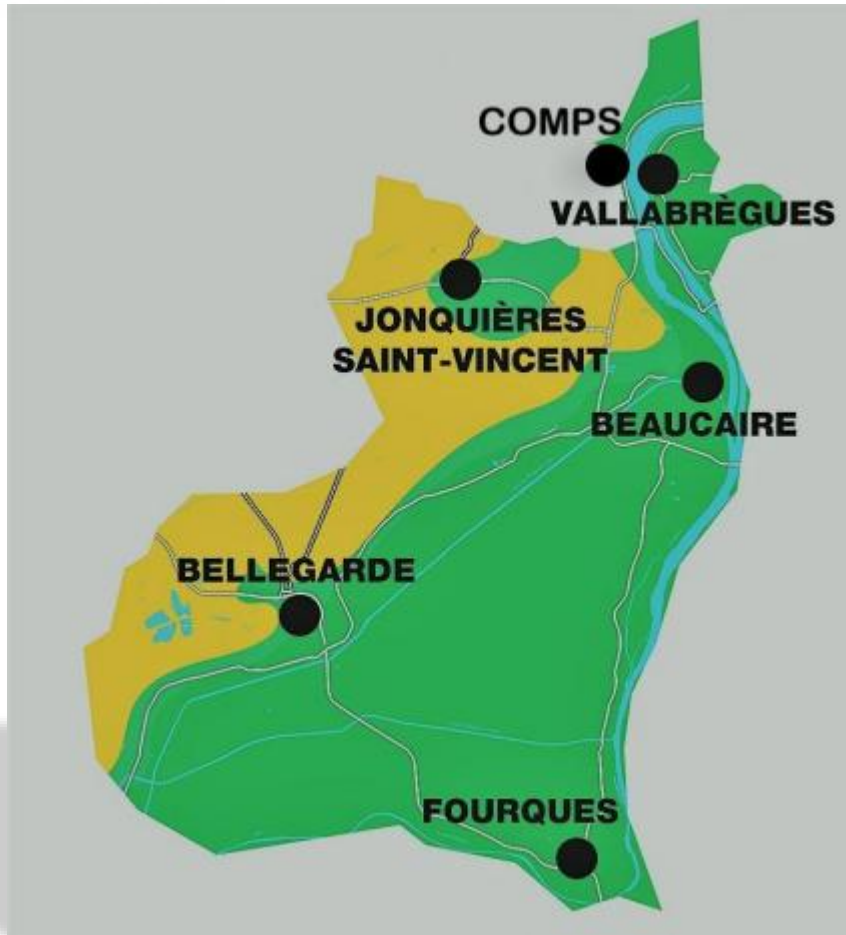 COMPS
VALLABRÈGUES
JONQUIÈRES
SAINT-VINCENT
BEAUCAIRE
BELLEGARDE
FOURQUES